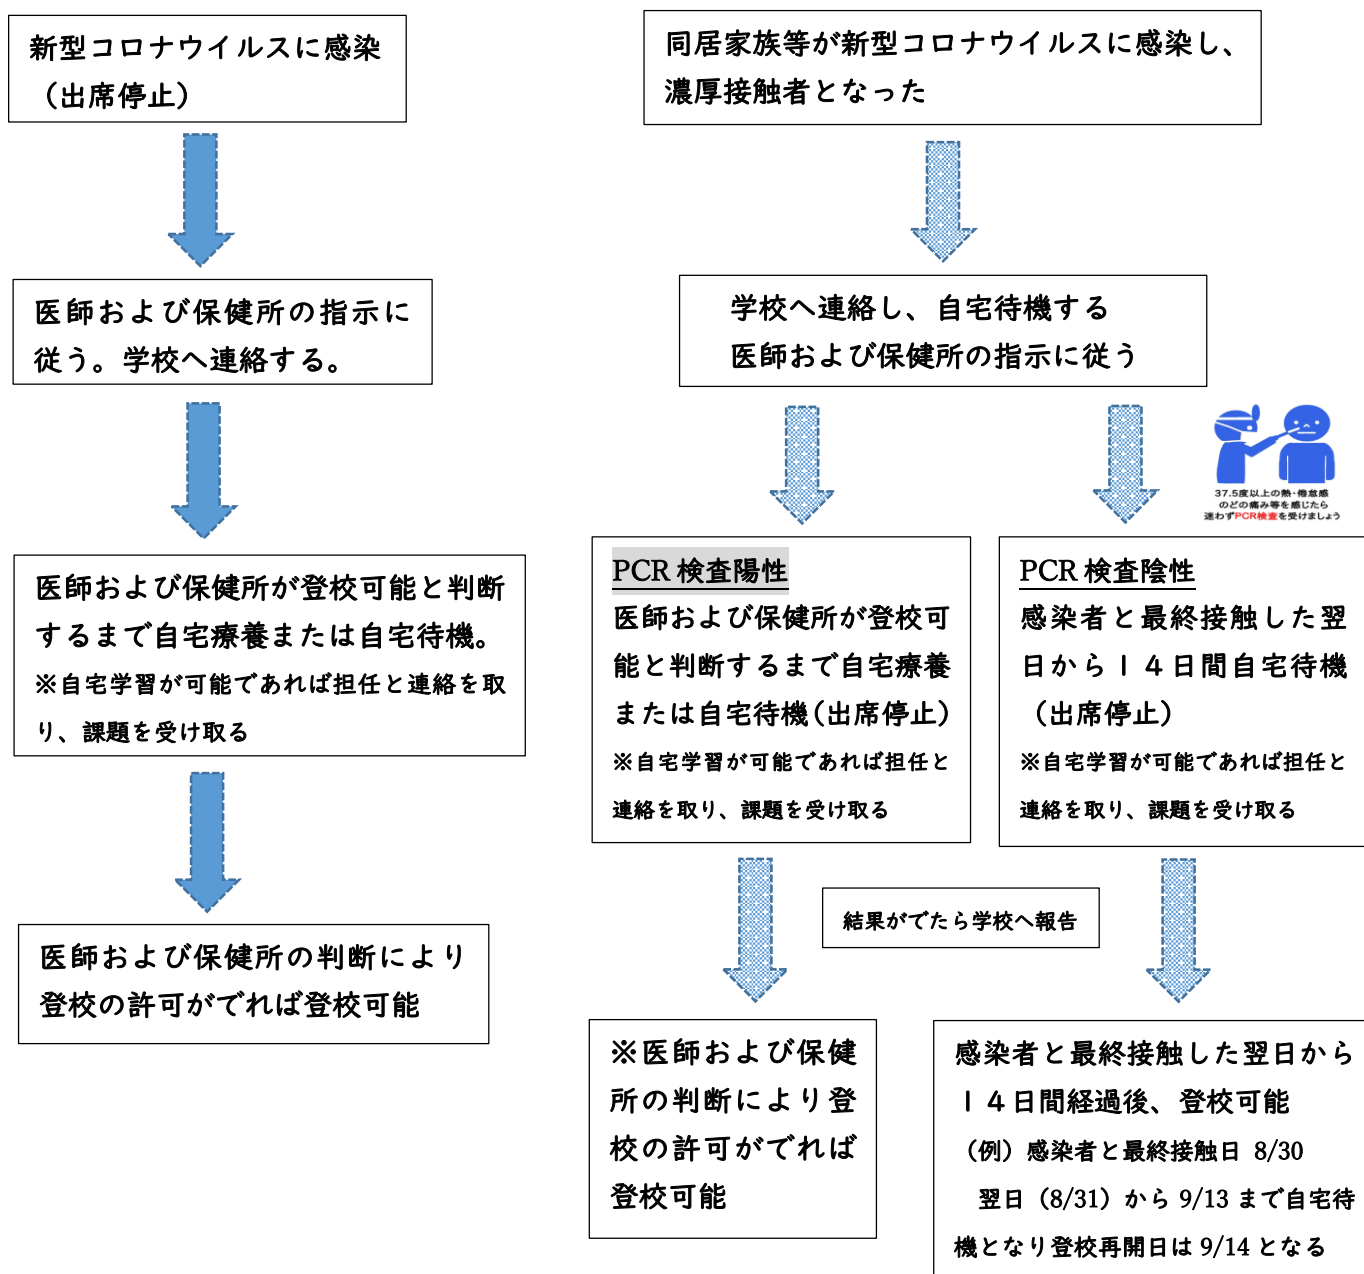 新型コロナウイルスに感染
（出席停止）
医師および保健所の指示に
従う。学校へ連絡する。
医師および保健所が登校可能と判断
するまで自宅療養または自宅待機。
※自宅学習が可能であれば担任と連絡を取
り、課題を受け取る
医師および保健所の判断により
登校の許可がでれば登校可能
同居家族等が新型コロナウイルスに感染し、
濃厚接触者となった
学校へ連絡し、自宅待機する
医師および保健所の指示に従う
37.5度以上の熱・倦怠感
のどの痛み等を感じたら
迷わずPCR検査を受けましょう
PCR 検査陽性
医師および保健所が登校可
能と判断するまで自宅療養
または自宅待機（出席停止）
※自宅学習が可能であれば担任と
連絡を取り、課題を受け取る
PCR 検査陰性
感染者と最終接触した翌
日から１４日間自宅待機
（出席停止）
※自宅学習が可能であれば担任と
連絡を取り、課題を受け取る
結果がでたら学校へ報告
※医師および保健
所の判断により登
校の許可がでれば
登校可能
感染者と最終接触した翌日から
１４日間経過後、登校可能
（例）感染者と最終接触日 8/30
翌日（8/31）から 9/13 まで自宅待
機となり登校再開日は 9/14 となる